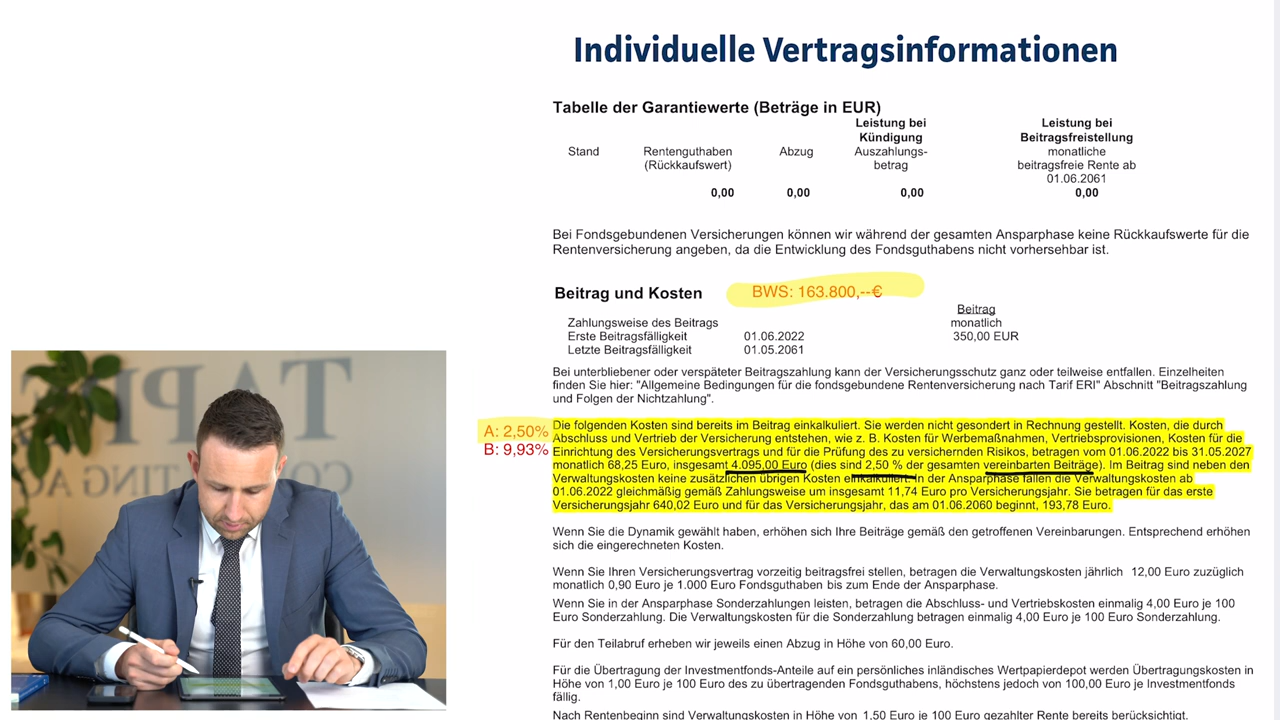 Individuelle Vertragsinformationen
Tabelle der Garantiewerte (Beträge in EUR)
Leistung bei Leistung bei
Kündigung Beitragsfreistellung
Stand Rentenguthaben Abzug Auszahlungs- monatliche
(Rückkaufswert) betrag beitragsfreie Rente ab
01.06.2061
0,00 0,00 0,00 0,00
Bei Fondsgebundenen Versicherungen können wir während der gesamten Ansparphase keine Rückkaufswerte für die
Rentenversicherung angeben, da die Entwicklung des Fondsguthabens nicht vorhersehbar ist.
Beitrag und Kosten BWS: 163.800,--€
Beitrag
Zahlungsweise des Beitrags monatlich
Erste Beitragsfälligkeit 01.06.2022 350,00 EUR
Letzte Beitragsfälligkeit 01.05.2061
Bei unterbliebener oder verspäteter Beitragszahlung kann der Versicherungsschutz ganz oder teilweise entfallen. Einzelheiten
finden Sie hier: "Allgemeine Bedingungen für die fondsgebundene Rentenversicherung nach Tarif ERI" Abschnitt "Beitragszahlung
und Folgen der Nichtzahlung".
A: 2,50%
B: 9,93%
Die folgenden Kosten sind bereits im Beitrag einkalkuliert. Sie werden nicht gesondert in Rechnung gestellt. Kosten, die durch
Abschluss und Vertrieb der Versicherung entstehen, wie z. B. Kosten für Werbemaßnahmen, Vertriebsprovisionen, Kosten für die
Einrichtung des Versicherungsvertrags und für die Prüfung des zu versichernden Risikos, betragen vom 01.06.2022 bis 31.05.2027
monatlich 68,25 Euro, insgesamt 4.095,00 Euro (dies sind 2,50 % der gesamten vereinbarten Beiträge). Im Beitrag sind neben den
Verwaltungskosten keine zusätzlichen übrigen Kosten einkalkuliert. In der Ansparphase fallen die Verwaltungskosten ab
01.06.2022 gleichmäßig gemäß Zahlungsweise um insgesamt 11,74 Euro pro Versicherungsjahr. Sie betragen für das erste
Versicherungsjahr 640,02 Euro und für das Versicherungsjahr, das am 01.06.2060 beginnt, 193,78 Euro.
Wenn Sie die Dynamik gewählt haben, erhöhen sich Ihre Beiträge gemäß den getroffenen Vereinbarungen. Entsprechend erhöhen
sich die eingerechneten Kosten.
Wenn Sie Ihren Versicherungsvertrag vorzeitig beitragsfrei stellen, betragen die Verwaltungskosten jährlich 12,00 Euro zuzüglich
monatlich 0,90 Euro je 1.000 Euro Fondsguthaben bis zum Ende der Ansparphase.
Wenn Sie in der Ansparphase Sonderzahlungen leisten, betragen die Abschluss- und Vertriebskosten einmalig 4,00 Euro je 100
Euro Sonderzahlung. Die Verwaltungskosten für die Sonderzahlung betragen einmalig 4,00 Euro je 100 Euro Sonderzahlung.
Für den Teilabruf erheben wir jeweils einen Abzug in Höhe von 60,00 Euro.
Für die Übertragung der Investmentfonds-Anteile auf ein persönliches inländisches Wertpapierdepot werden Übertragungskosten in
Höhe von 1,00 Euro je 100 Euro des zu übertragenden Fondsguthabens, höchstens jedoch von 100,00 Euro je Investmentfonds
fällig.
Nach Rentenbeginn sind Verwaltungskosten in Höhe von 1,50 Euro je 100 Euro gezahlter Rente bereits berücksichtigt.